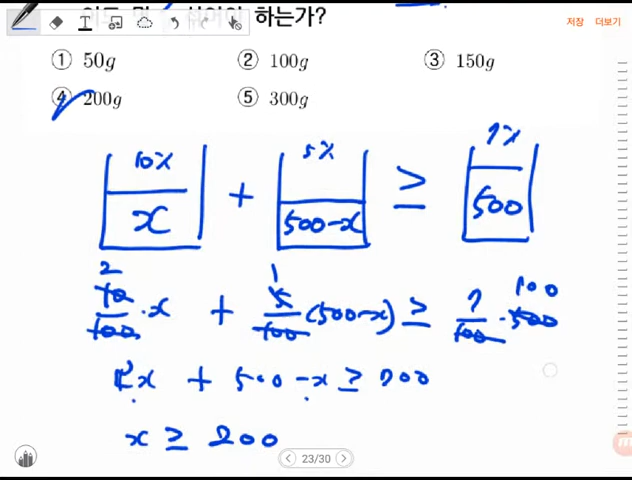 하는가?
저장 더보기
① 50g ② 100g ③ 150g
④ 200g ⑤ 300g
10% 5% 7%
x + 500-x ≥ 500
2 1 100
10/100 · x + 5/100 (500-x) ≥ 7/100 · 500
2x + 500 -x ≥ 700
x ≥ 200
23/30